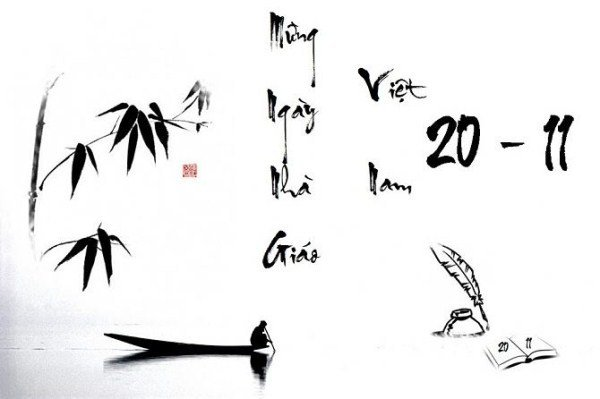 Mừng
Ngày
Nhà
Giáo
Việt
Nam
20 - 11
20 11